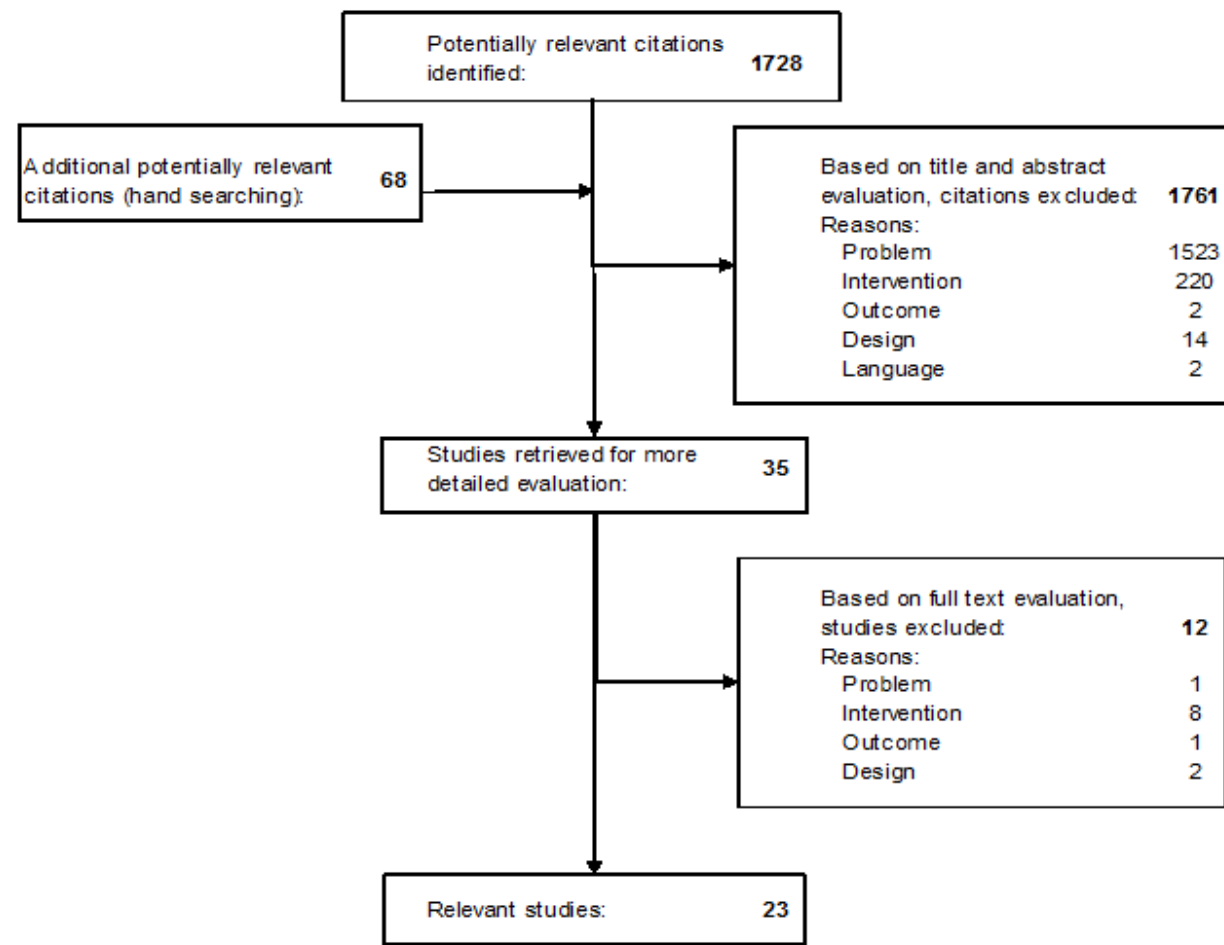 Potentially relevant citations
identified: 1728
Additional potentially relevant
citations (hand searching): 68
Based on title and abstract
evaluation, citations excluded: 1761
Reasons:
Problem 1523
Intervention 220
Outcome 2
Design 14
Language 2
Studies retrieved for more
detailed evaluation: 35
Based on full text evaluation,
studies excluded: 12
Reasons:
Problem 1
Intervention 8
Outcome 1
Design 2
Relevant studies: 23